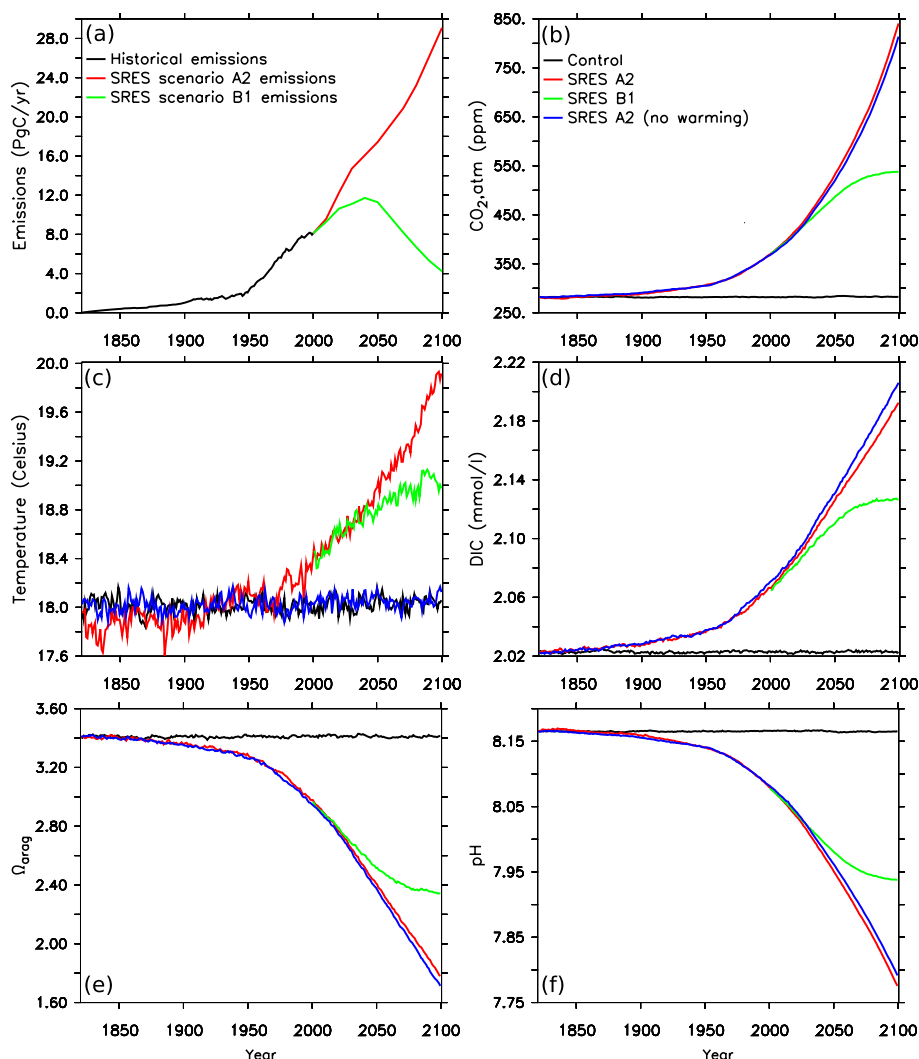 (a)
Historical emissions
SRES scenario A2 emissions
SRES scenario B1 emissions
Emissions (PgC/yr)
28.0
24.0
20.0
16.0
12.0
8.0
4.0
0.0
1850 1900 1950 2000 2050 2100
(b)
Control
SRES A2
SRES B1
SRES A2 (no warming)
CO2,atm (ppm)
850.
750.
650.
550.
450.
350.
250.
1850 1900 1950 2000 2050 2100
(c)
Temperature (Celsius)
20.0
19.6
19.2
18.8
18.4
18.0
17.6
1850 1900 1950 2000 2050 2100
(d)
DIC (mmol/l)
2.22
2.18
2.14
2.10
2.06
2.02
1850 1900 1950 2000 2050 2100
(e)
Ωarag
3.60
3.20
2.80
2.40
2.00
1.60
1850 1900 1950 2000 2050 2100
Year
(f)
pH
8.15
8.05
7.95
7.85
7.75
1850 1900 1950 2000 2050 2100
Year